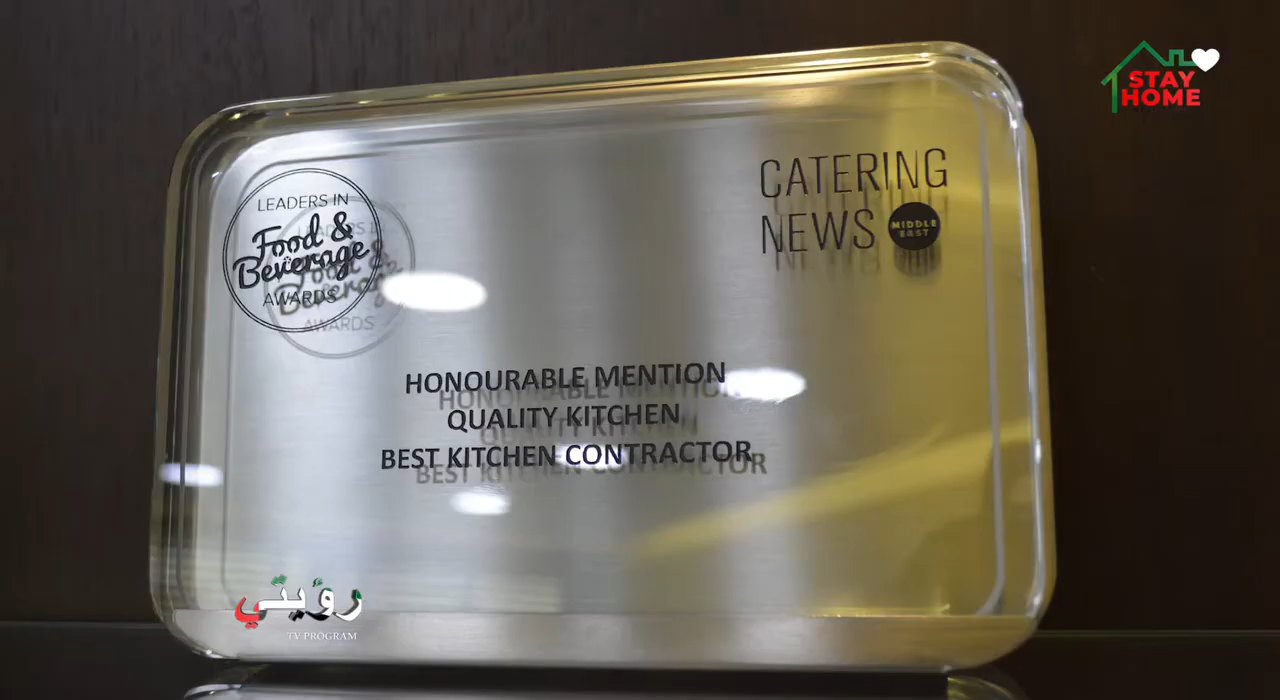 LEADERS IN
Food &
Beverage
AWARDS
CATERING
NEWS
MIDDLE
EAST
HONOURABLE MENTION
QUALITY KITCHEN
BEST KITCHEN CONTRACTOR
STAY
HOME
رؤيتي
TV PROGRAM